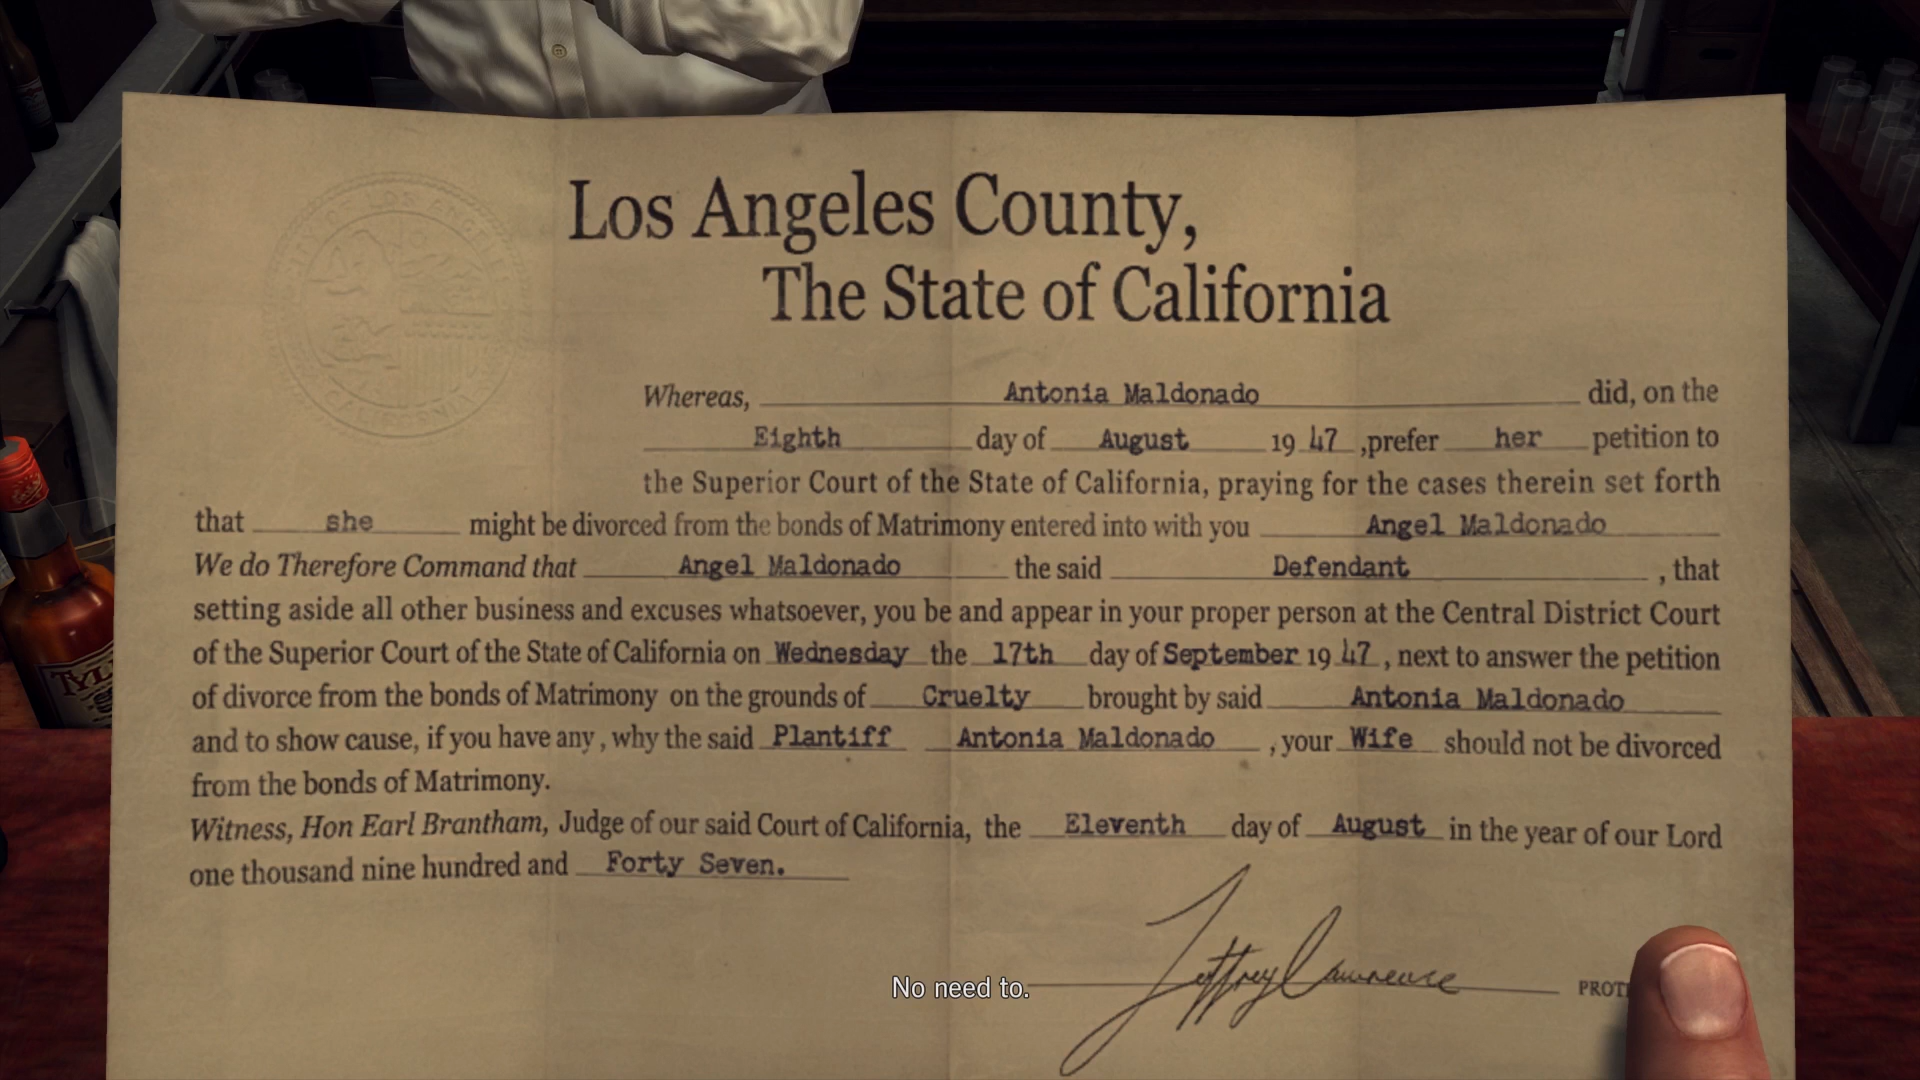 Los Angeles County,
The State of California
CITY OF LOS ANGELES
CALIFORNIA
Whereas, Antonia Maldonado did, on the
Eighth day of August 19 47 ,prefer her petition to
the Superior Court of the State of California, praying for the cases therein set forth
that she might be divorced from the bonds of Matrimony entered into with you Angel Maldonado
We do Therefore Command that Angel Maldonado the said Defendant , that
setting aside all other business and excuses whatsoever, you be and appear in your proper person at the Central District Court
of the Superior Court of the State of California on Wednesday the 17th day of September 19 47 , next to answer the petition
of divorce from the bonds of Matrimony on the grounds of Cruelty brought by said Antonia Maldonado
and to show cause, if you have any , why the said Plantiff Antonia Maldonado , your Wife should not be divorced
from the bonds of Matrimony.
Witness, Hon Earl Brantham, Judge of our said Court of California, the Eleventh day of August in the year of our Lord
one thousand nine hundred and Forty Seven.
Jeffrey Lawrence
No need to.